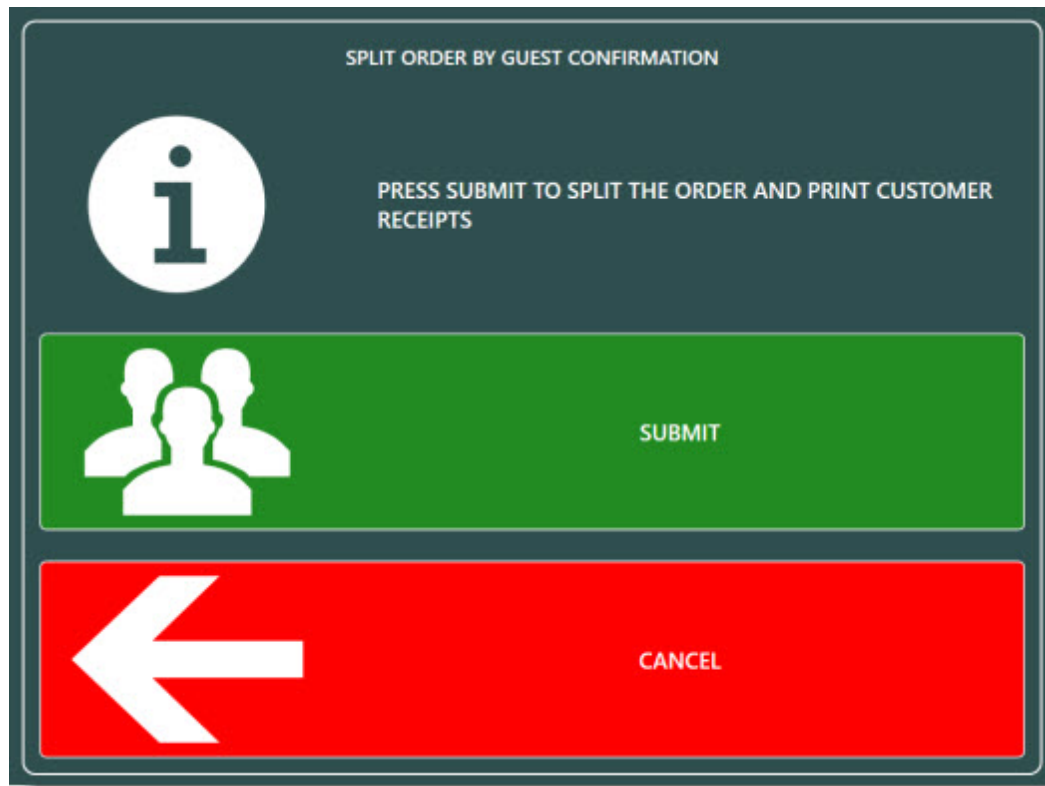 SPLIT ORDER BY GUEST CONFIRMATION
PRESS SUBMIT TO SPLIT THE ORDER AND PRINT CUSTOMER
RECEIPTS
SUBMIT
CANCEL